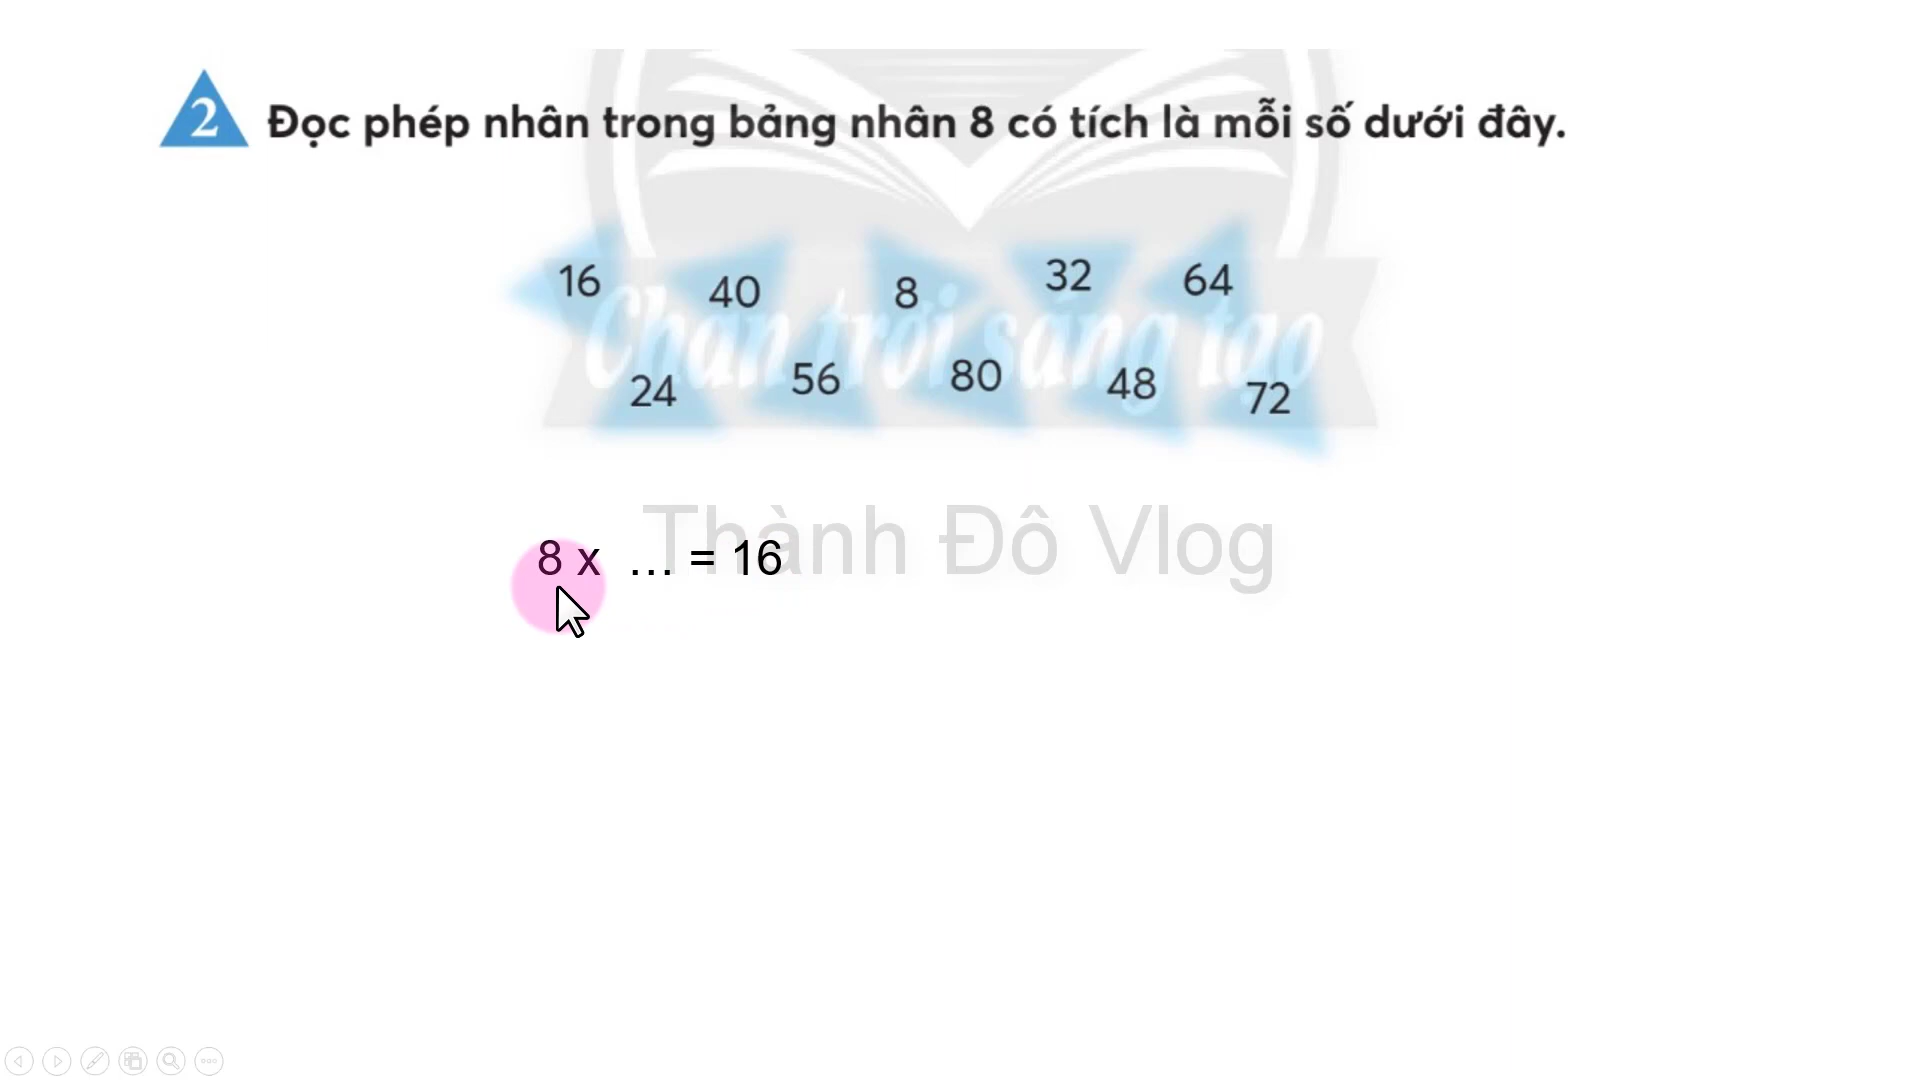 2 Đọc phép nhân trong bảng nhân 8 có tích là mỗi số dưới đây.
16 40 8 32 64
Chân trời sáng tạo
24 56 80 48 72
Thành Đô Vlog
8 x ... = 16